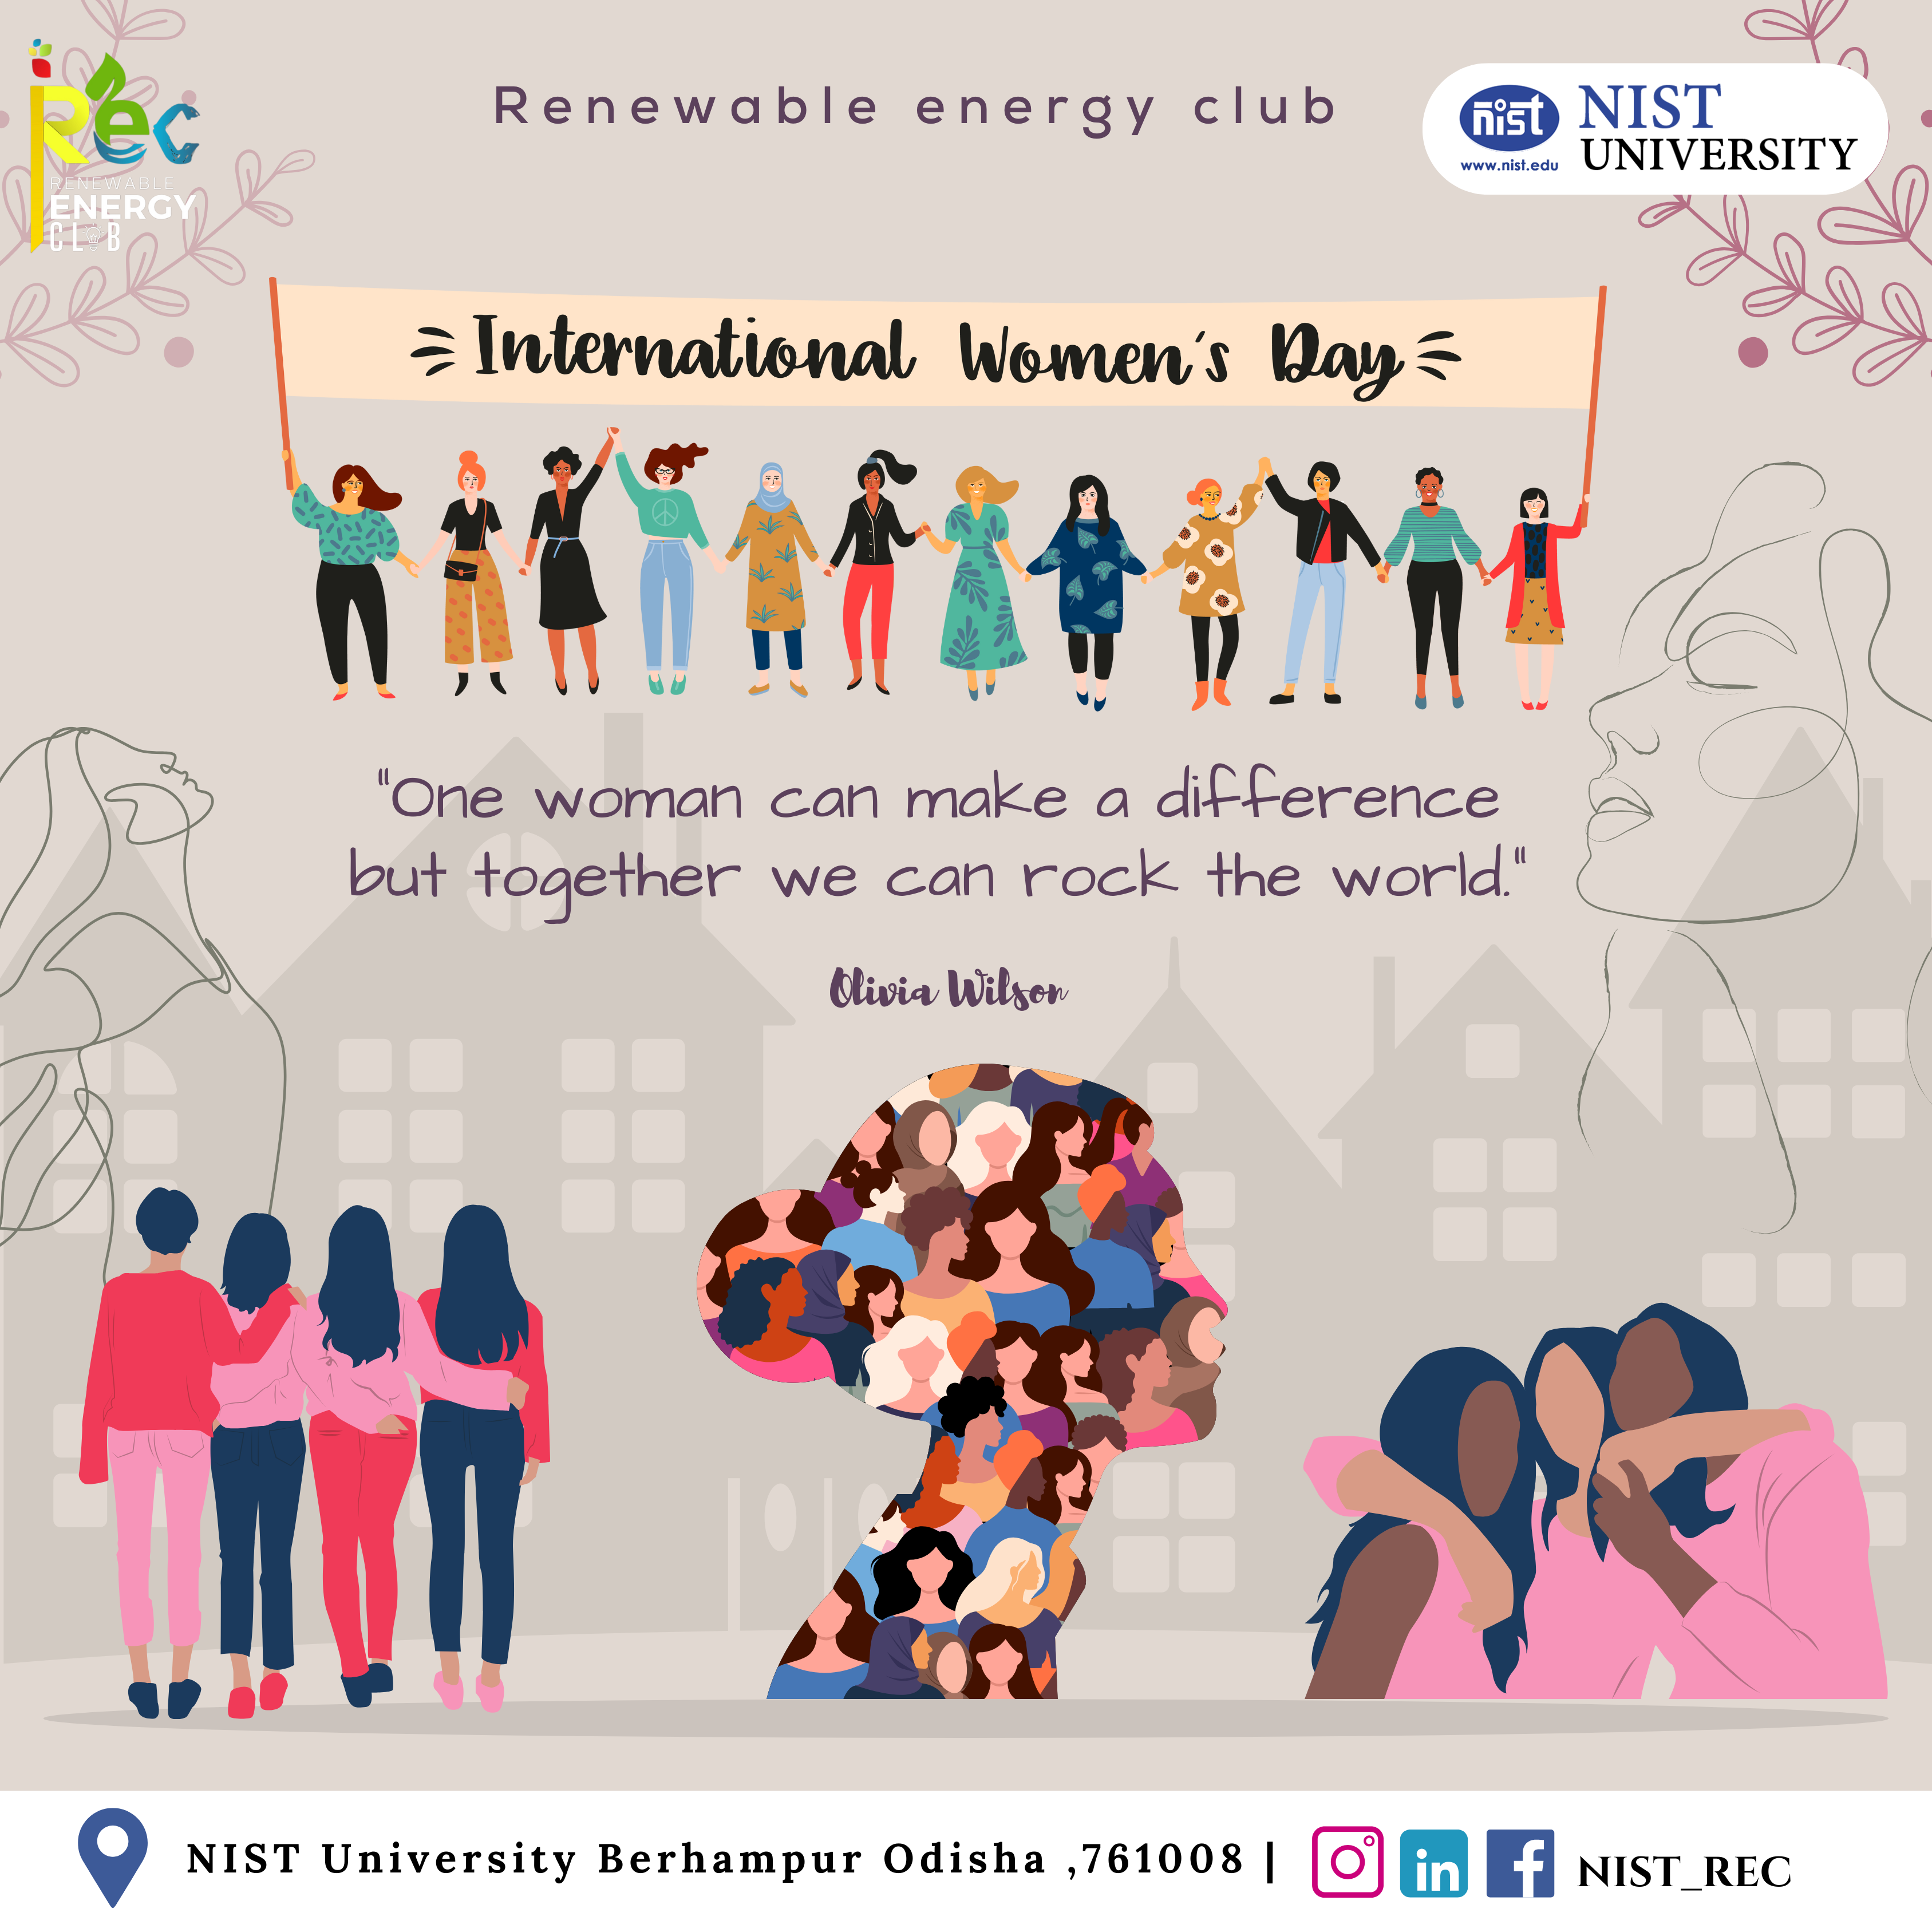 rec
RENEWABLE
ENERGY
CLUB
Renewable energy club
nist
www.nist.edu
NIST
UNIVERSITY
International Women's Day
"One woman can make a difference
but together we can rock the world."
Olivia Wilson
NIST University Berhampur Odisha ,761008 |
in
f
NIST_REC